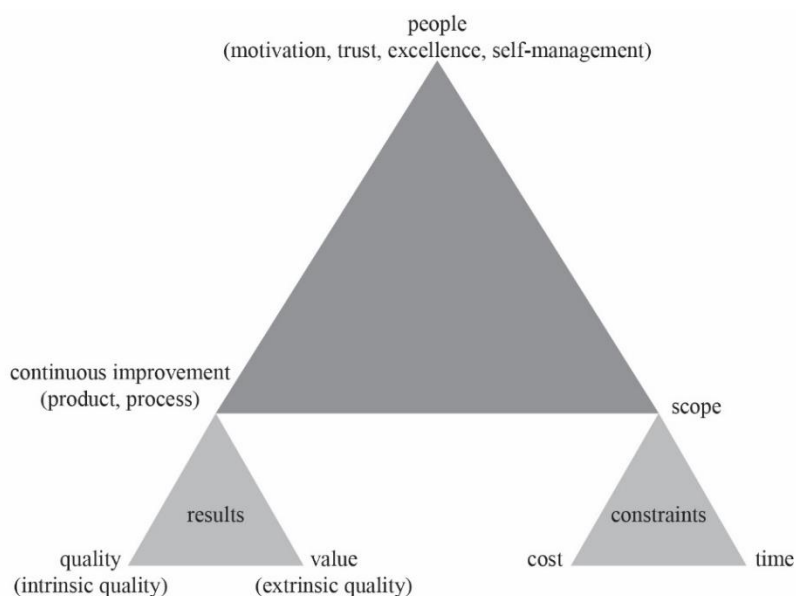 people
(motivation, trust, excellence, self-management)
continuous improvement
(product, process)
scope
results
constraints
quality
(intrinsic quality)
value
(extrinsic quality)
cost
time